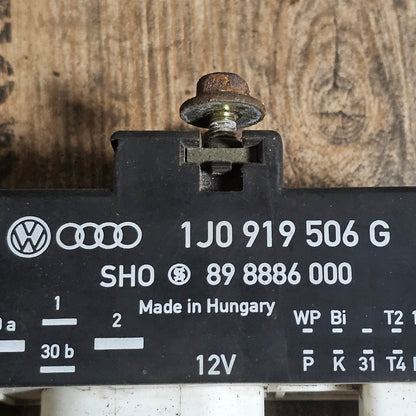 1J0 919 506 G
SHO 89 8886 000
Made in Hungary
1
2
30 b
12V
WP Bi T2
P K 31 T4